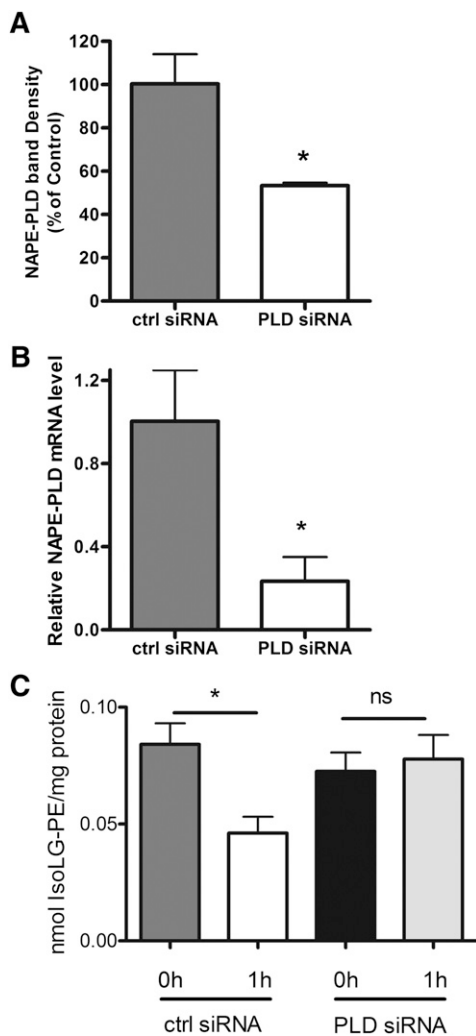 A
NAPE-PLD band Density
(% of Control)
120
100
80
60
40
20
0
*
ctrl siRNA PLD siRNA
B
Relative NAPE-PLD mRNA level
1.2
0.8
0.4
0.0
*
ctrl siRNA PLD siRNA
C
nmol IsoLG-PE/mg protein
0.10
0.05
0.00
*
ns
0h 1h 0h 1h
ctrl siRNA PLD siRNA